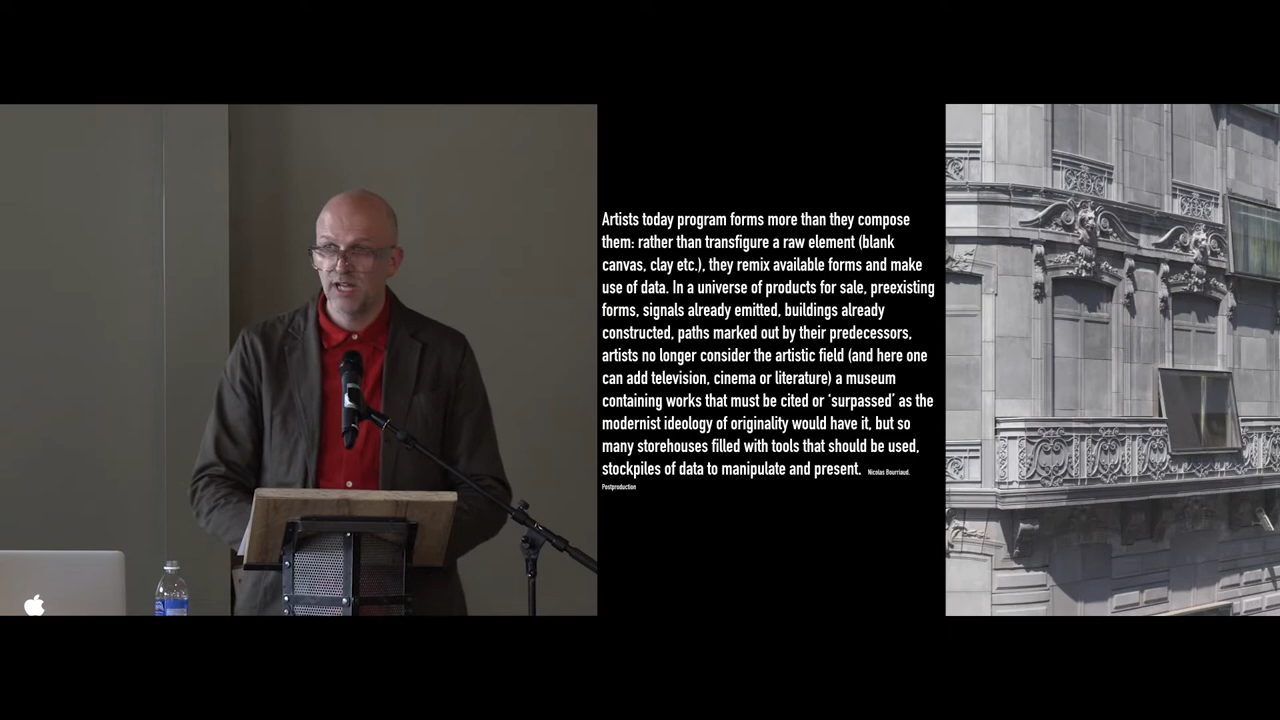 Artists today program forms more than they compose
them: rather than transfigure a raw element (blank
canvas, clay etc.), they remix available forms and make
use of data. In a universe of products for sale, preexisting
forms, signals already emitted, buildings already
constructed, paths marked out by their predecessors,
artists no longer consider the artistic field (and here one
can add television, cinema or literature) a museum
containing works that must be cited or ‘surpassed’ as the
modernist ideology of originality would have it, but so
many storehouses filled with tools that should be used,
stockpiles of data to manipulate and present. Nicolas Bourriaud.
Postproduction